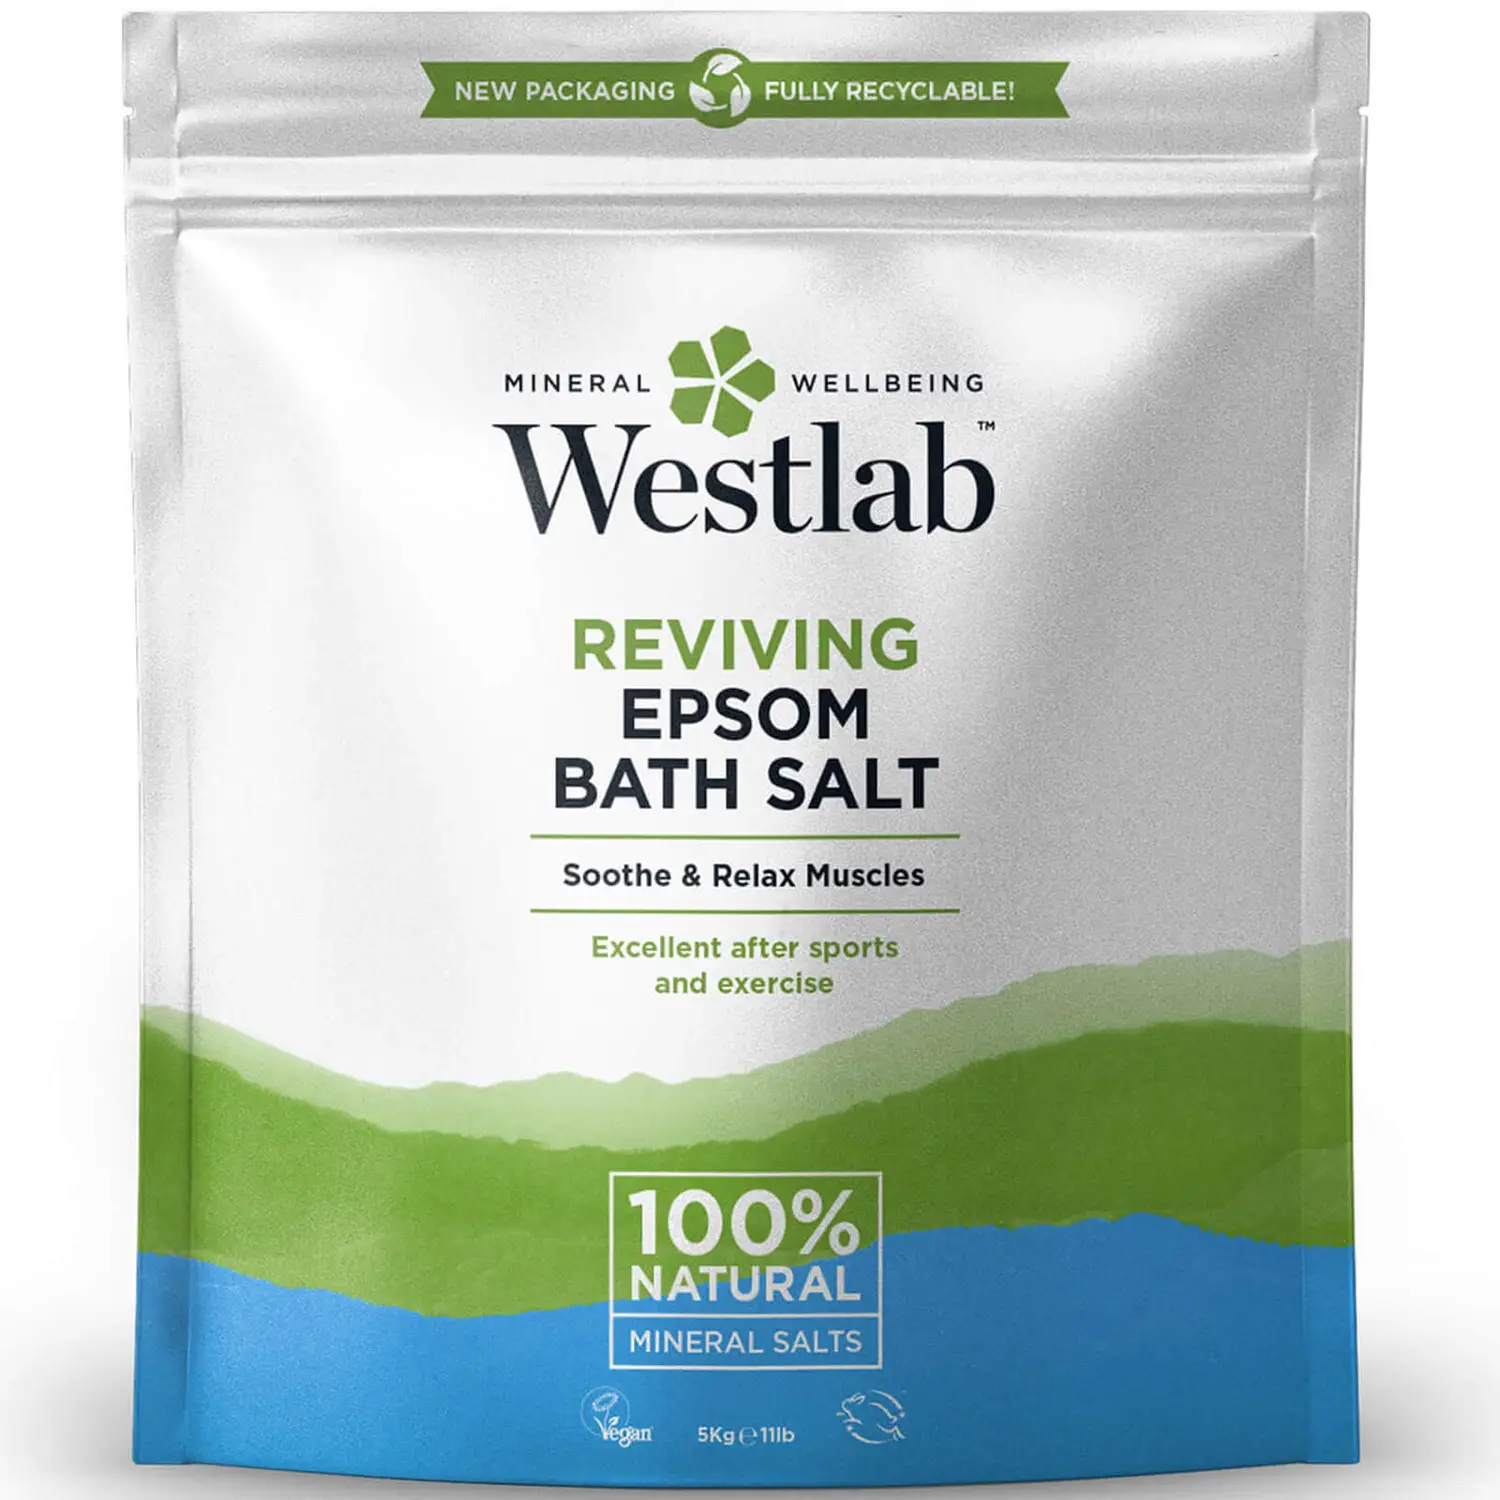 NEW PACKAGING FULLY RECYCLABLE!
MINERAL WELLBEING
Westlab™
REVIVING
EPSOM
BATH SALT
Soothe & Relax Muscles
Excellent after sports
and exercise
100%
NATURAL
MINERAL SALTS
Vegan
5Kg ℮ 11lb